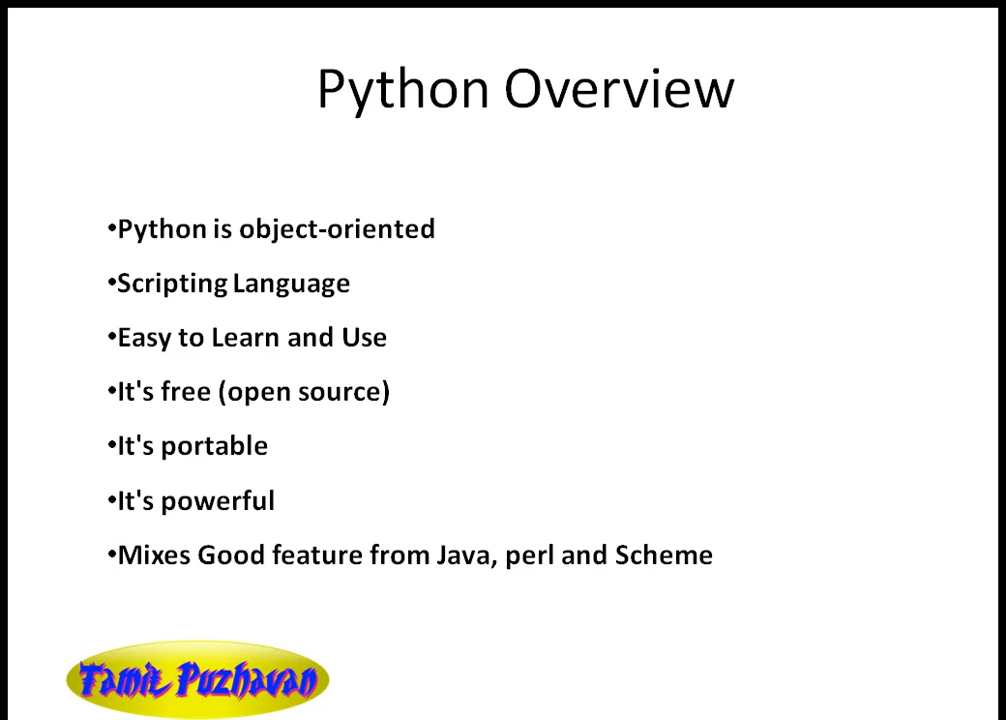 Python Overview
•Python is object-oriented
•Scripting Language
•Easy to Learn and Use
•It's free (open source)
•It's portable
•It's powerful
•Mixes Good feature from Java, perl and Scheme
Tamil Puzhavan